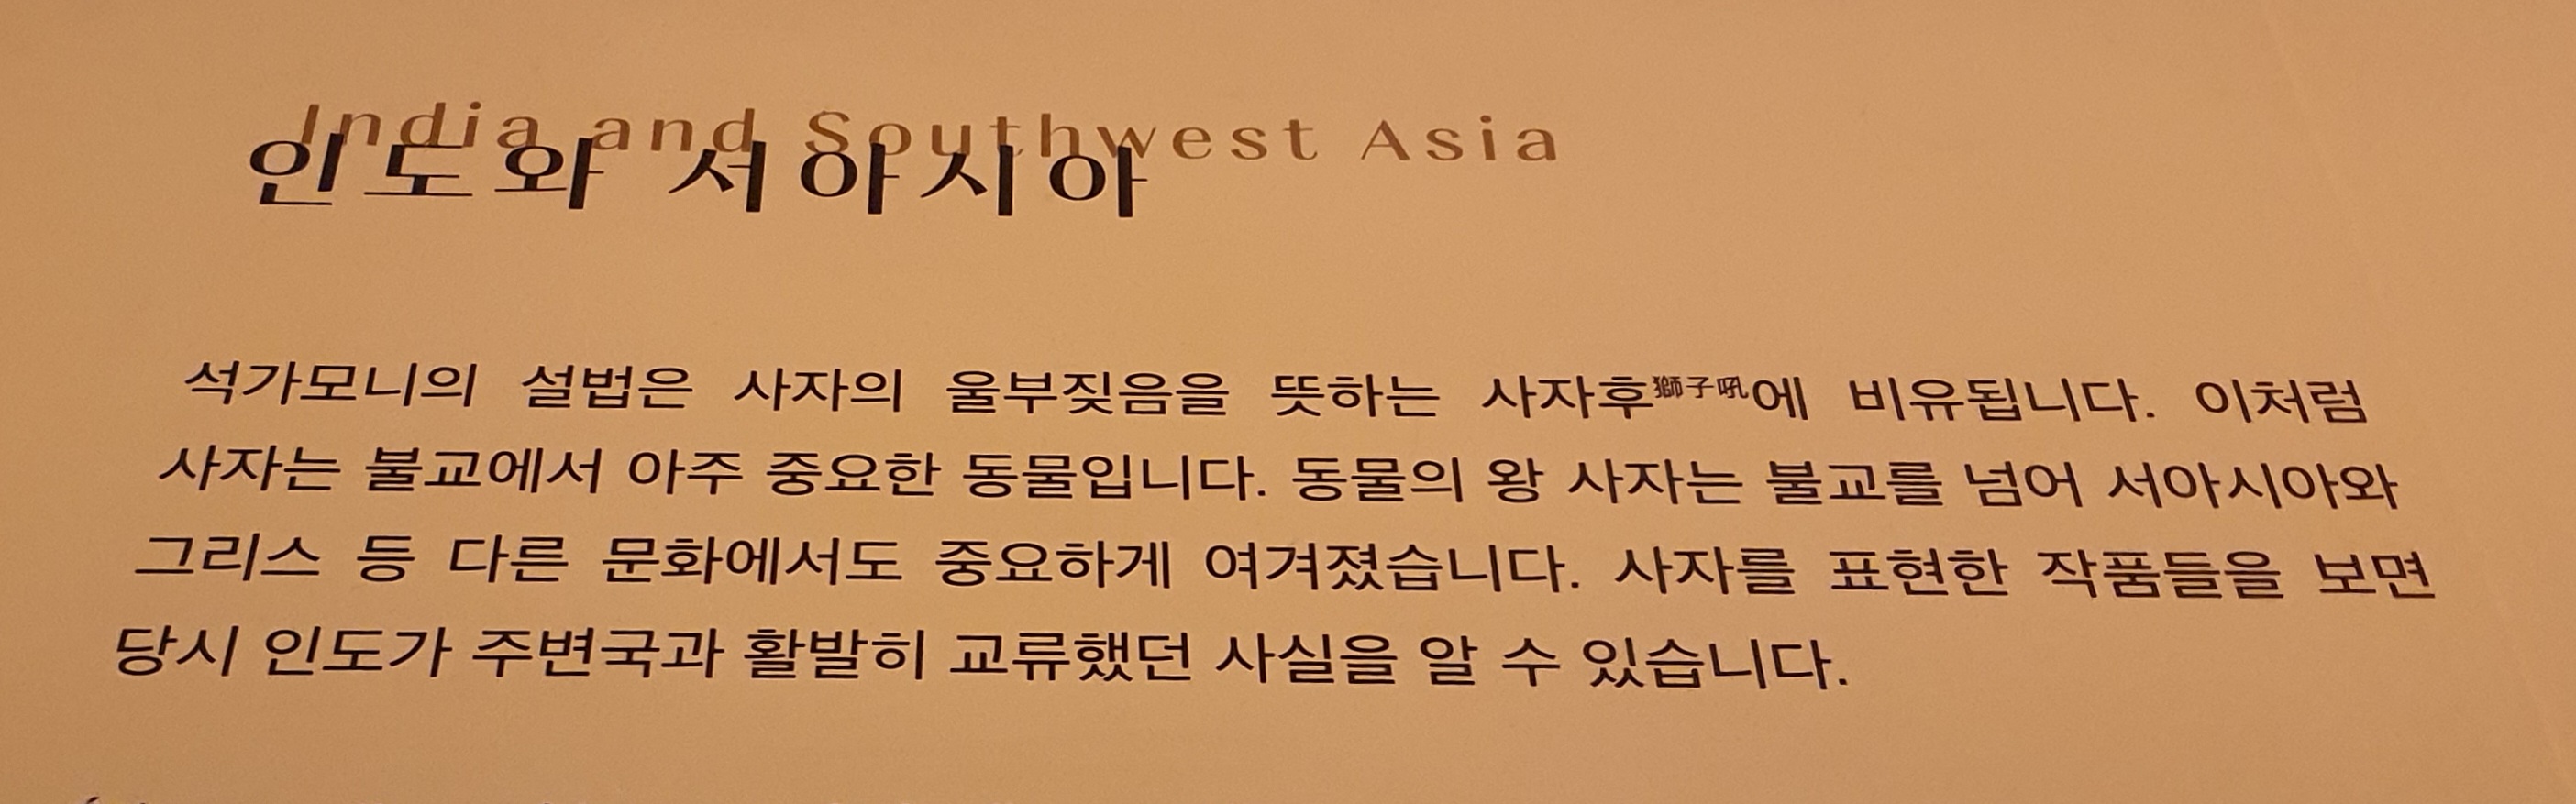 India and Southwest Asia
인도와 서아시아
석가모니의 설법은 사자의 울부짖음을 뜻하는 사자후獅子吼에 비유됩니다. 이처럼
사자는 불교에서 아주 중요한 동물입니다. 동물의 왕 사자는 불교를 넘어 서아시아와
그리스 등 다른 문화에서도 중요하게 여겨졌습니다. 사자를 표현한 작품들을 보면
당시 인도가 주변국과 활발히 교류했던 사실을 알 수 있습니다.